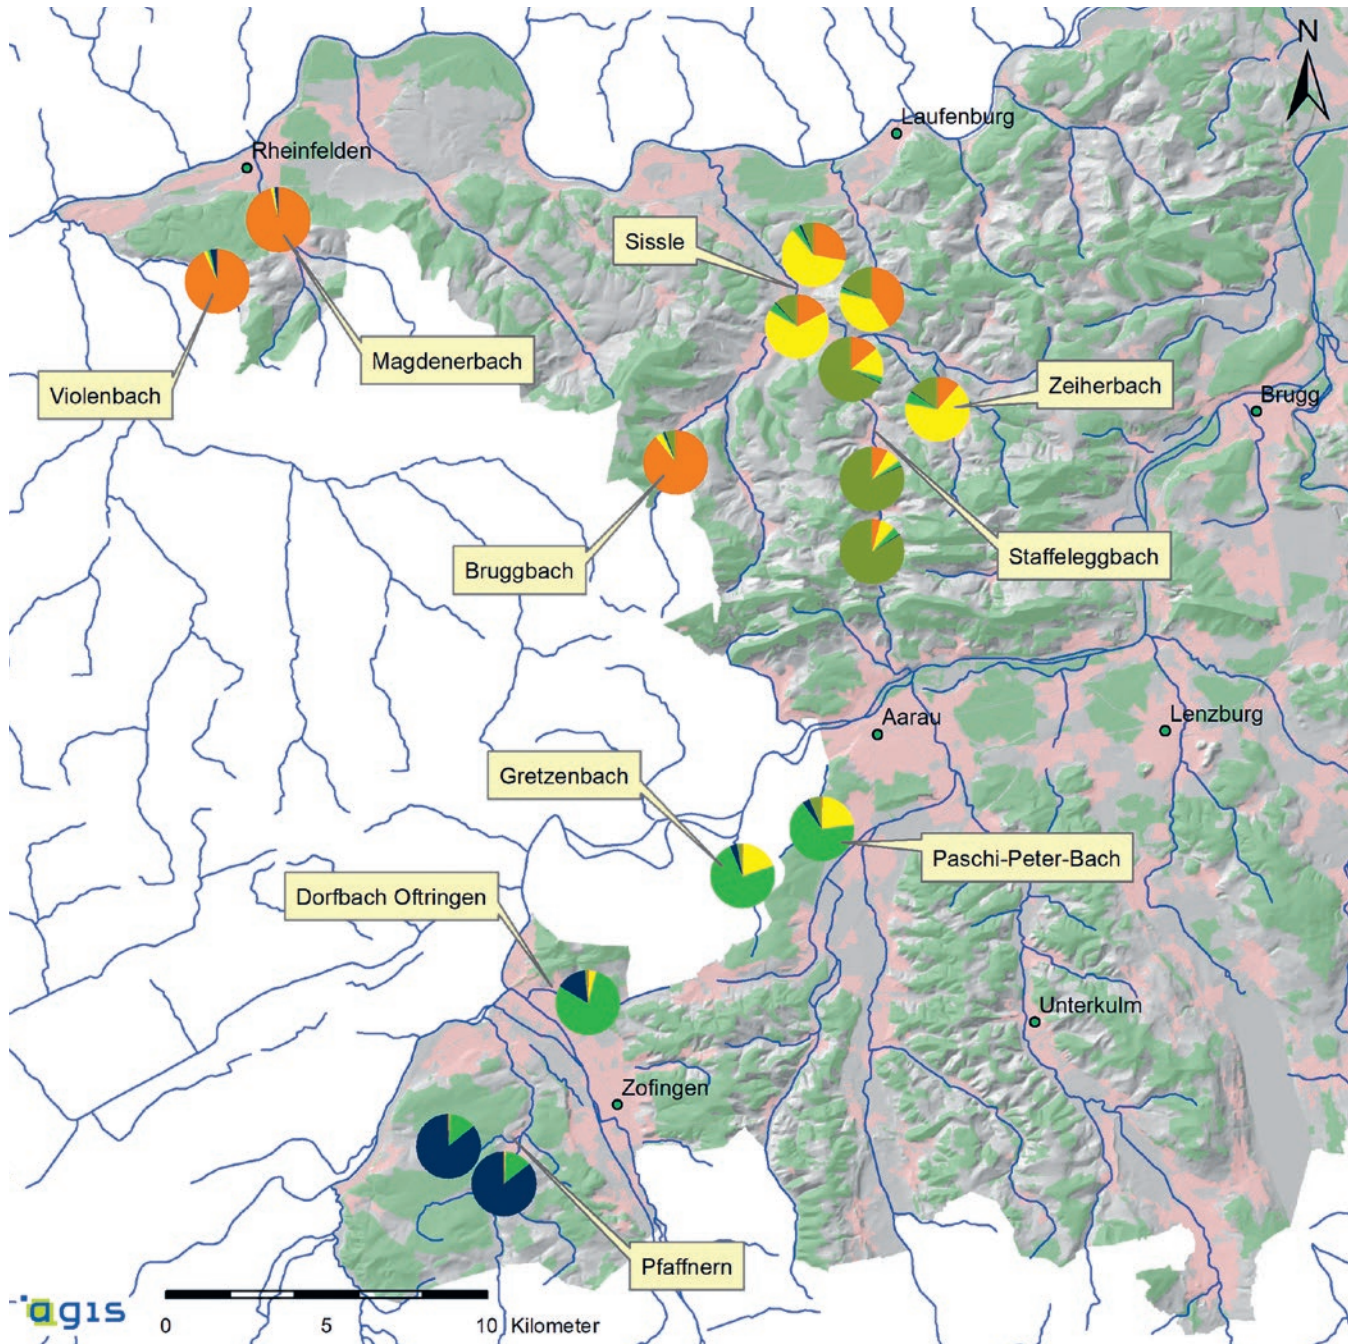 N
Laufenburg
Rheinfelden
Sissle
Magdenerbach
Zeiherbach
Violenbach
Brugg
Bruggbach
Staffeleggbach
Aarau
Lenzburg
Gretzenbach
Paschi-Peter-Bach
Dorfbach Oftringen
Unterkulm
Zofingen
Pfaffnern
agis
0 5 10 Kilometer